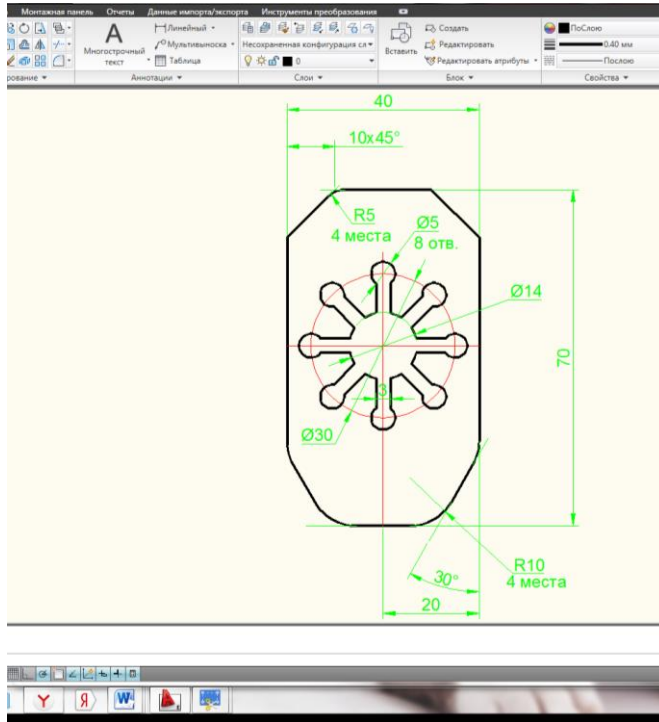 Монтажная панель Отчеты Данные импорта/экспорта Инструменты преобразования
Линейный
Мультивыноска
Таблица
A
Многострочный
текст
Аннотации
Несохраненная конфигурация сл
0
Слои
Вставить
Создать
Редактировать
Редактировать атрибуты
Блок
ПоСлою
0.40 мм
Послою
Свойства
40
10x45°
R5
4 места
Ø5
8 отв.
Ø14
70
3
Ø30
R10
4 места
30°
20
Y
Я
W